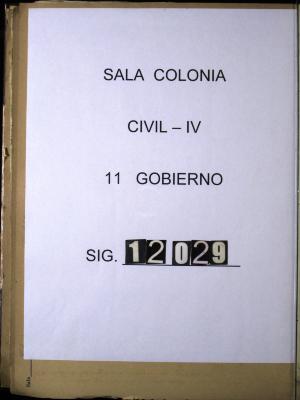 SALA COLONIA
CIVIL – IV
11 GOBIERNO
SIG. 12029